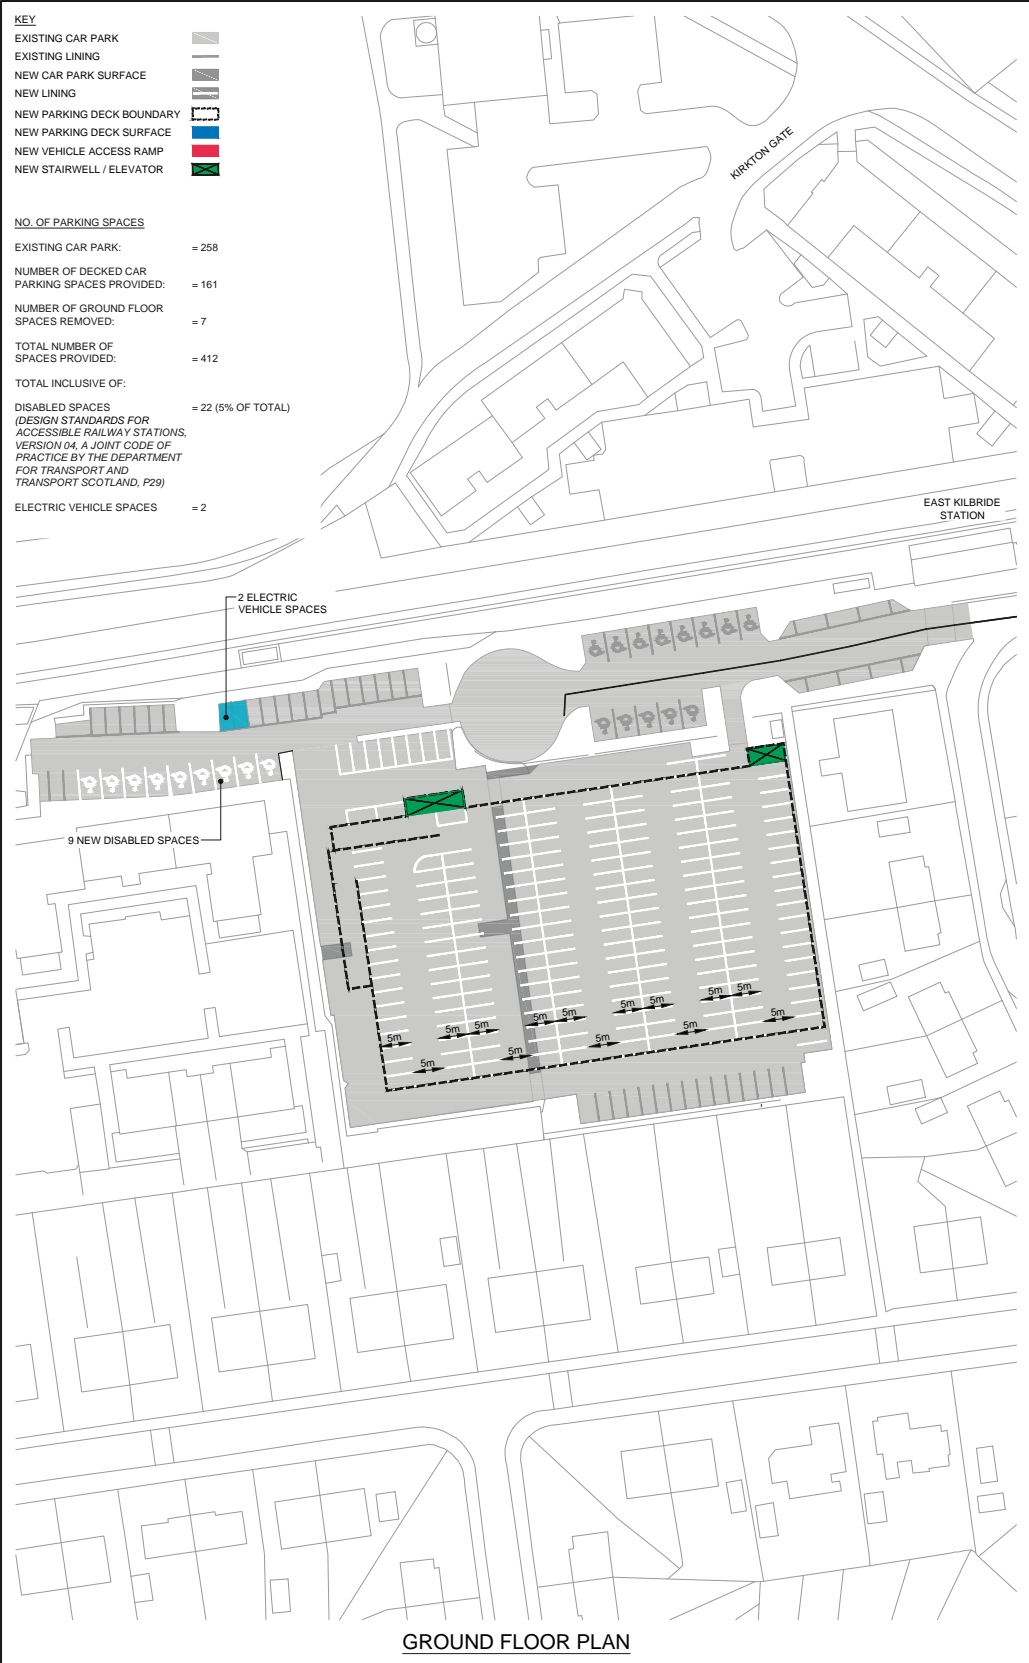 KEY
EXISTING CAR PARK
EXISTING LINING
NEW CAR PARK SURFACE
NEW LINING
NEW PARKING DECK BOUNDARY
NEW PARKING DECK SURFACE
NEW VEHICLE ACCESS RAMP
NEW STAIRWELL / ELEVATOR
NO. OF PARKING SPACES
EXISTING CAR PARK: = 258
NUMBER OF DECKED CAR
PARKING SPACES PROVIDED: = 161
NUMBER OF GROUND FLOOR
SPACES REMOVED: = 7
TOTAL NUMBER OF
SPACES PROVIDED: = 412
TOTAL INCLUSIVE OF:
DISABLED SPACES = 22 (5% OF TOTAL)
(DESIGN STANDARDS FOR
ACCESSIBLE RAILWAY STATIONS,
VERSION 04, A JOINT CODE OF
PRACTICE BY THE DEPARTMENT
FOR TRANSPORT AND
TRANSPORT SCOTLAND, P29)
ELECTRIC VEHICLE SPACES = 2
KIRKTON GATE
EAST KILBRIDE
STATION
2 ELECTRIC
VEHICLE SPACES
9 NEW DISABLED SPACES
5m
5m
5m
5m
5m
5m
5m
5m
5m
5m
5m
5m
5m
5m
GROUND FLOOR PLAN